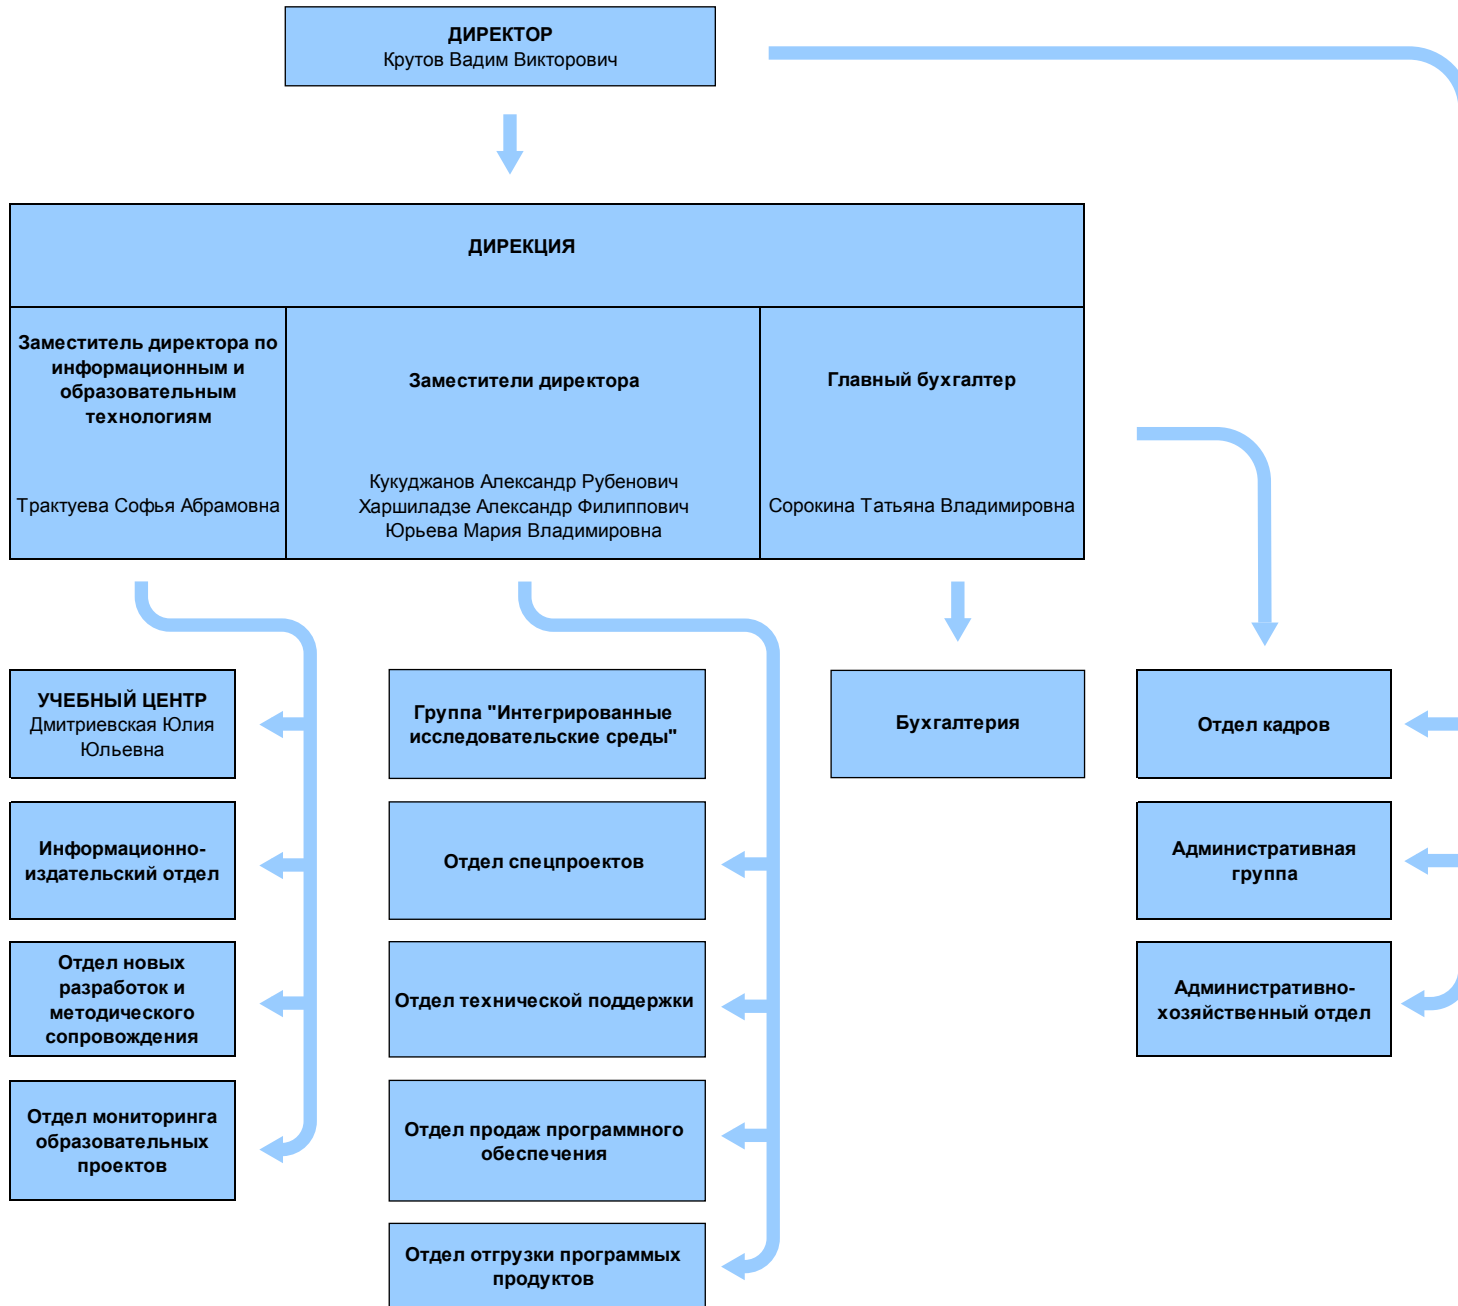 ДИРЕКТОР
Крутов Вадим Викторович
ДИРЕКЦИЯ
Заместитель директора по
информационным и
образовательным
технологиям
Трактуева Софья Абрамовна
Заместители директора
Кукуджанов Александр Рубенович
Харшиладзе Александр Филиппович
Юрьева Мария Владимировна
Главный бухгалтер
Сорокина Татьяна Владимировна
УЧЕБНЫЙ ЦЕНТР
Дмитриевская Юлия
Юльевна
Информационно-
издательский отдел
Отдел новых
разработок и
методического
сопровождения
Отдел мониторинга
образовательных
проектов
Группа "Интегрированные
исследовательские среды"
Отдел спецпроектов
Отдел технической поддержки
Отдел продаж программного
обеспечения
Отдел отгрузки программых
продуктов
Бухгалтерия
Отдел кадров
Административная
группа
Административно-
хозяйственный отдел